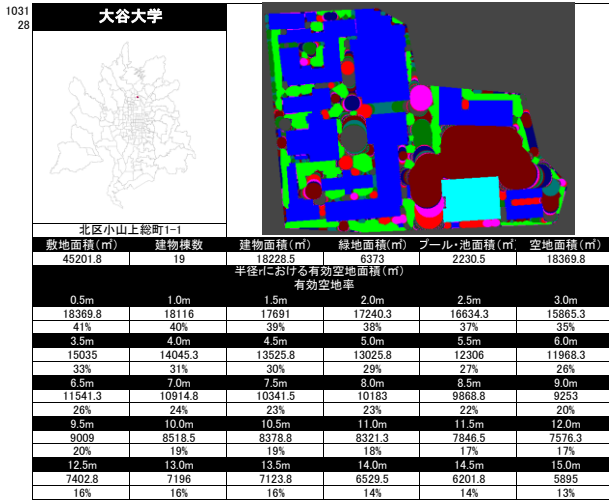 1031
28
大谷大学
北区小山上総町1-1
敷地面積(㎡) 建物棟数 建物面積(㎡) 緑地面積(㎡) プール・池面積(㎡) 空地面積(㎡)
45201.8 19 18228.5 6373 2230.5 18369.8
半径rにおける有効空地面積(㎡)
有効空地率
0.5m 1.0m 1.5m 2.0m 2.5m 3.0m
18369.8 18116 17691 17240.3 16634.3 15865.3
41% 40% 39% 38% 37% 35%
3.5m 4.0m 4.5m 5.0m 5.5m 6.0m
15035 14045.3 13525.8 13025.8 12306 11968.3
33% 31% 30% 29% 27% 26%
6.5m 7.0m 7.5m 8.0m 8.5m 9.0m
11541.3 10914.8 10341.5 10183 9868.8 9253
26% 24% 23% 23% 22% 20%
9.5m 10.0m 10.5m 11.0m 11.5m 12.0m
9009 8518.5 8378.8 8321.3 7846.5 7576.3
20% 19% 19% 18% 17% 17%
12.5m 13.0m 13.5m 14.0m 14.5m 15.0m
7402.8 7196 7123.8 6529.5 6201.8 5895
16% 16% 16% 14% 14% 13%